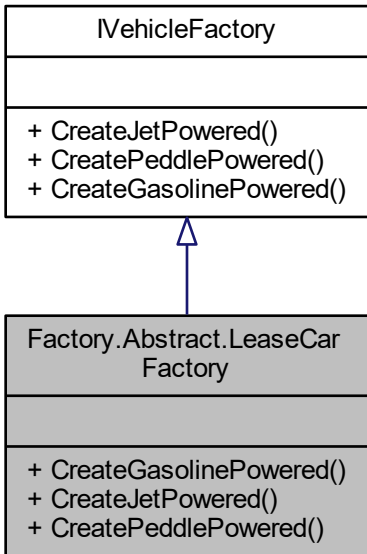 IVehicleFactory
+ CreateJetPowered()
+ CreatePeddlePowered()
+ CreateGasolinePowered()
Factory.Abstract.LeaseCar
Factory
+ CreateGasolinePowered()
+ CreateJetPowered()
+ CreatePeddlePowered()